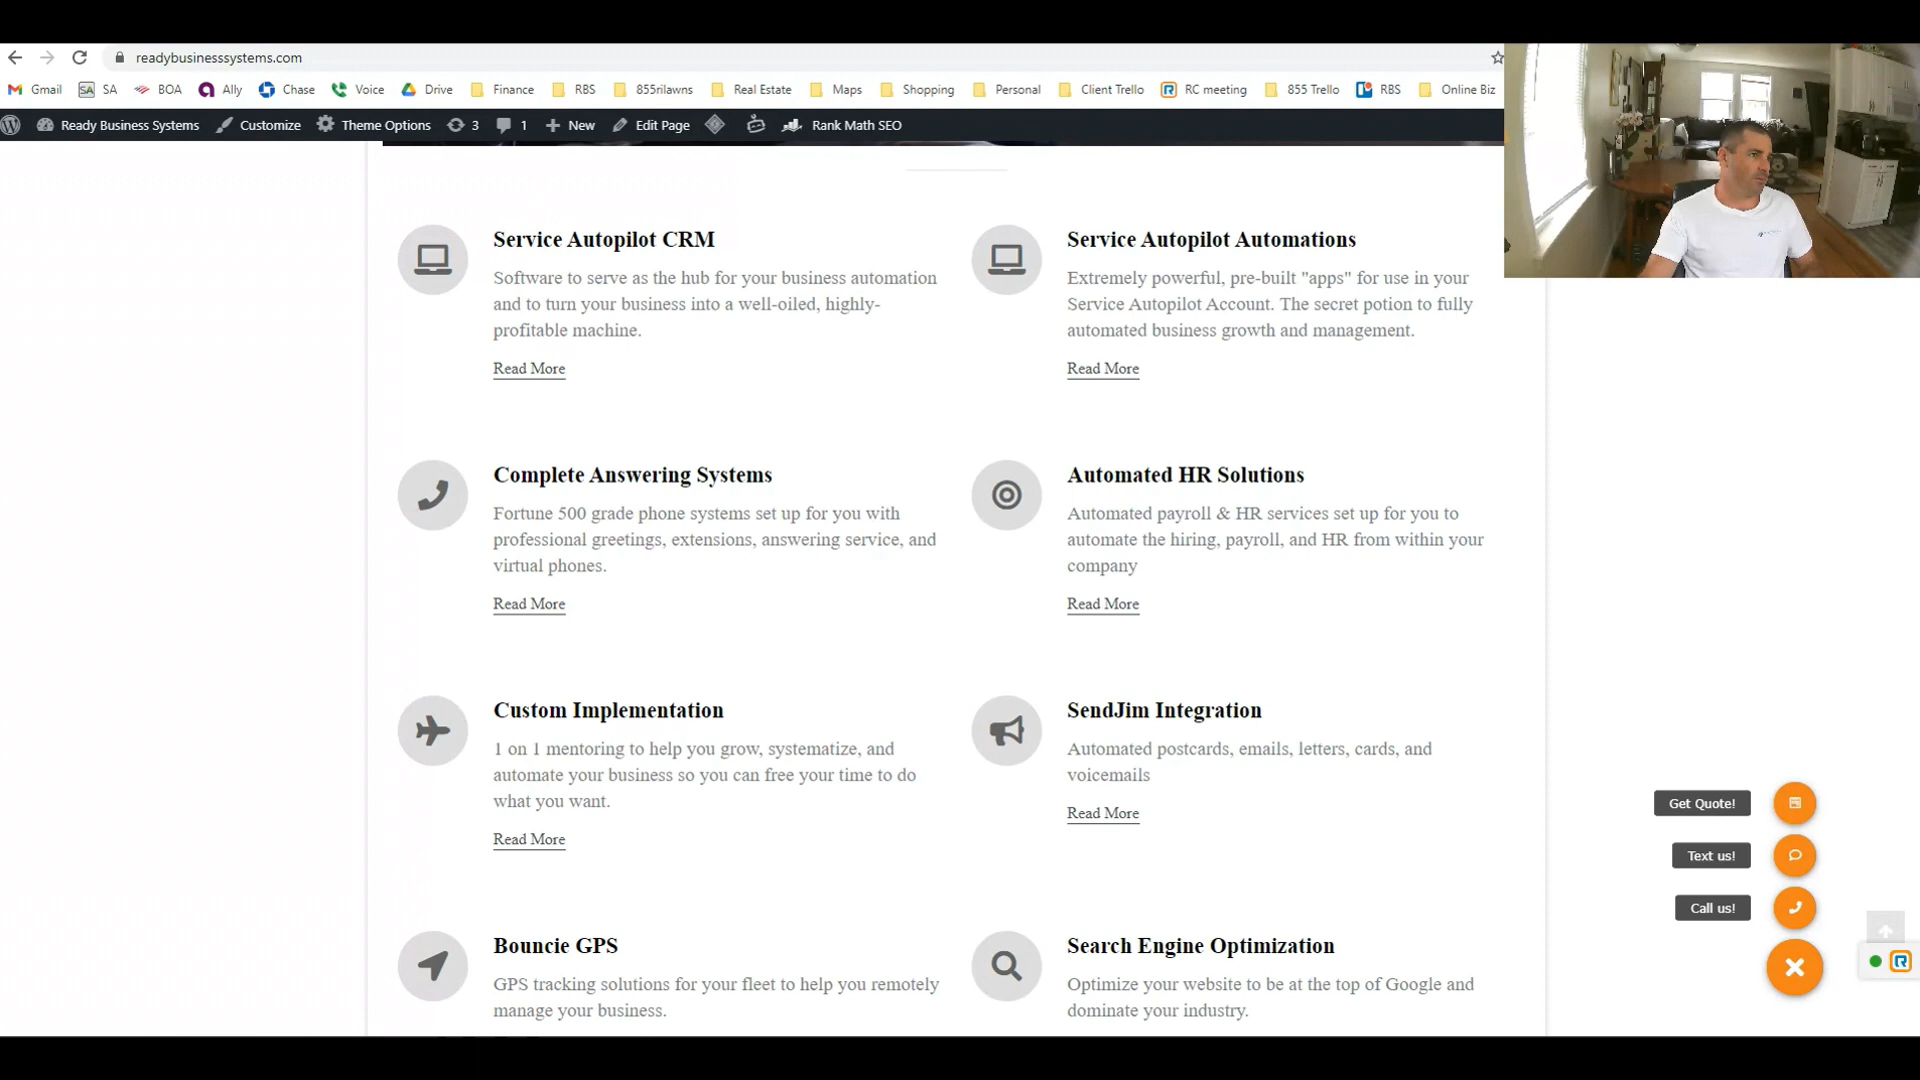 readybusinesssystems.com
Gmail SA SA BOA Ally Chase Voice Drive Finance RBS 855rilawns Real Estate Maps Shopping Personal Client Trello RC meeting 855 Trello RBS Online Biz
Ready Business Systems Customize Theme Options 3 1 New Edit Page Rank Math SEO
Service Autopilot CRM
Software to serve as the hub for your business automation
and to turn your business into a well-oiled, highly-
profitable machine.
Read More
Service Autopilot Automations
Extremely powerful, pre-built "apps" for use in your
Service Autopilot Account. The secret potion to fully
automated business growth and management.
Read More
Complete Answering Systems
Fortune 500 grade phone systems set up for you with
professional greetings, extensions, answering service, and
virtual phones.
Read More
Automated HR Solutions
Automated payroll & HR services set up for you to
automate the hiring, payroll, and HR from within your
company
Read More
Custom Implementation
1 on 1 mentoring to help you grow, systematize, and
automate your business so you can free your time to do
what you want.
Read More
SendJim Integration
Automated postcards, emails, letters, cards, and
voicemails
Read More
Bouncie GPS
GPS tracking solutions for your fleet to help you remotely
manage your business.
Search Engine Optimization
Optimize your website to be at the top of Google and
dominate your industry.
Get Quote!
Text us!
Call us!